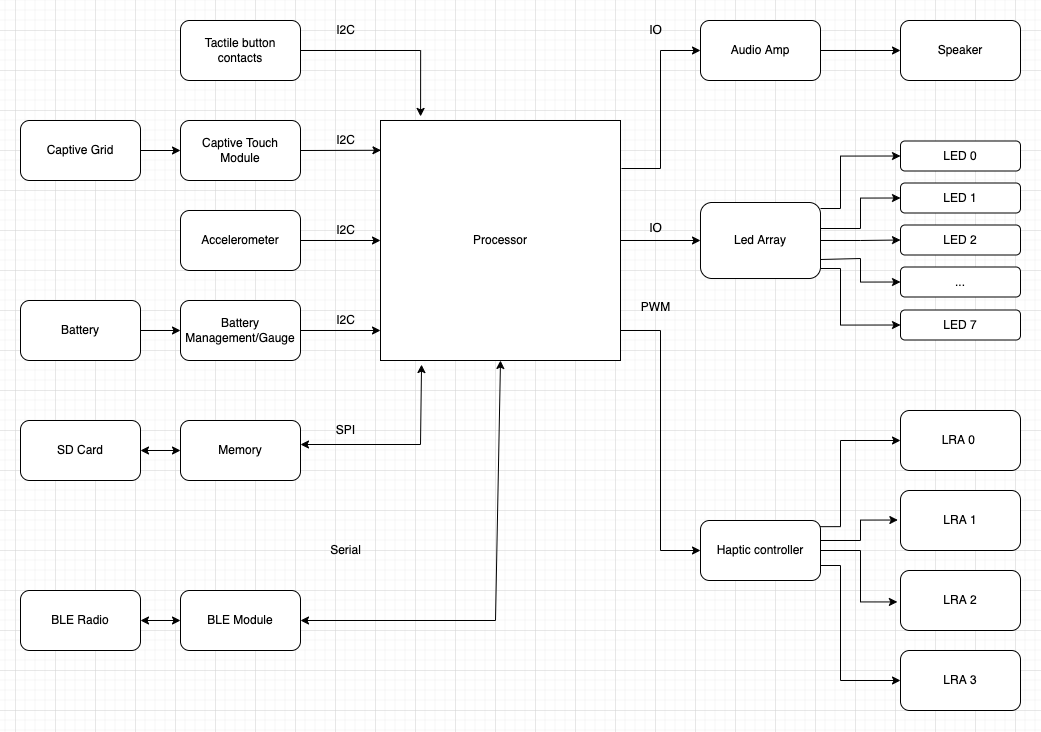 I2C
IO
Tactile button
contacts
Audio Amp
Speaker
Captive Grid
Captive Touch
Module
I2C
LED 0
LED 1
Accelerometer
I2C
Processor
IO
Led Array
LED 2
...
LED 7
Battery
Battery
Management/Gauge
I2C
PWM
SD Card
Memory
SPI
LRA 0
LRA 1
Serial
Haptic controller
LRA 2
BLE Radio
BLE Module
LRA 3